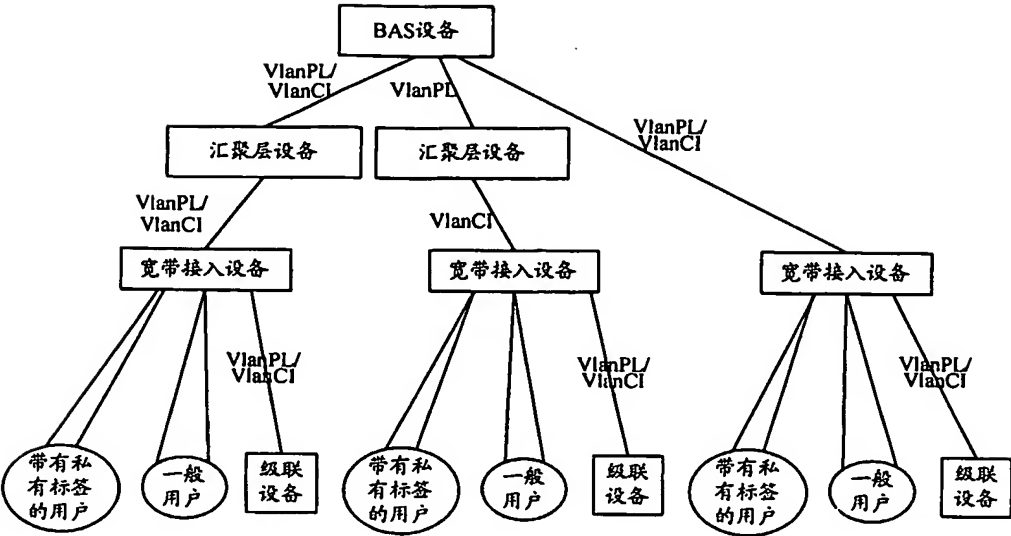 BAS设备
VlanPL/
VlanCI
VlanPL
VlanPL/
VlanCI
汇聚层设备
汇聚层设备
VlanPL/
VlanCI
VlanCI
宽带接入设备
宽带接入设备
宽带接入设备
VlanPL/
VlanCI
VlanPL/
VlanCI
VlanPL/
VlanCI
带有私
有标签
的用户
一般
用户
级联
设备
带有私
有标签
的用户
一般
用户
级联
设备
带有私
有标签
的用户
一般
用户
级联
设备